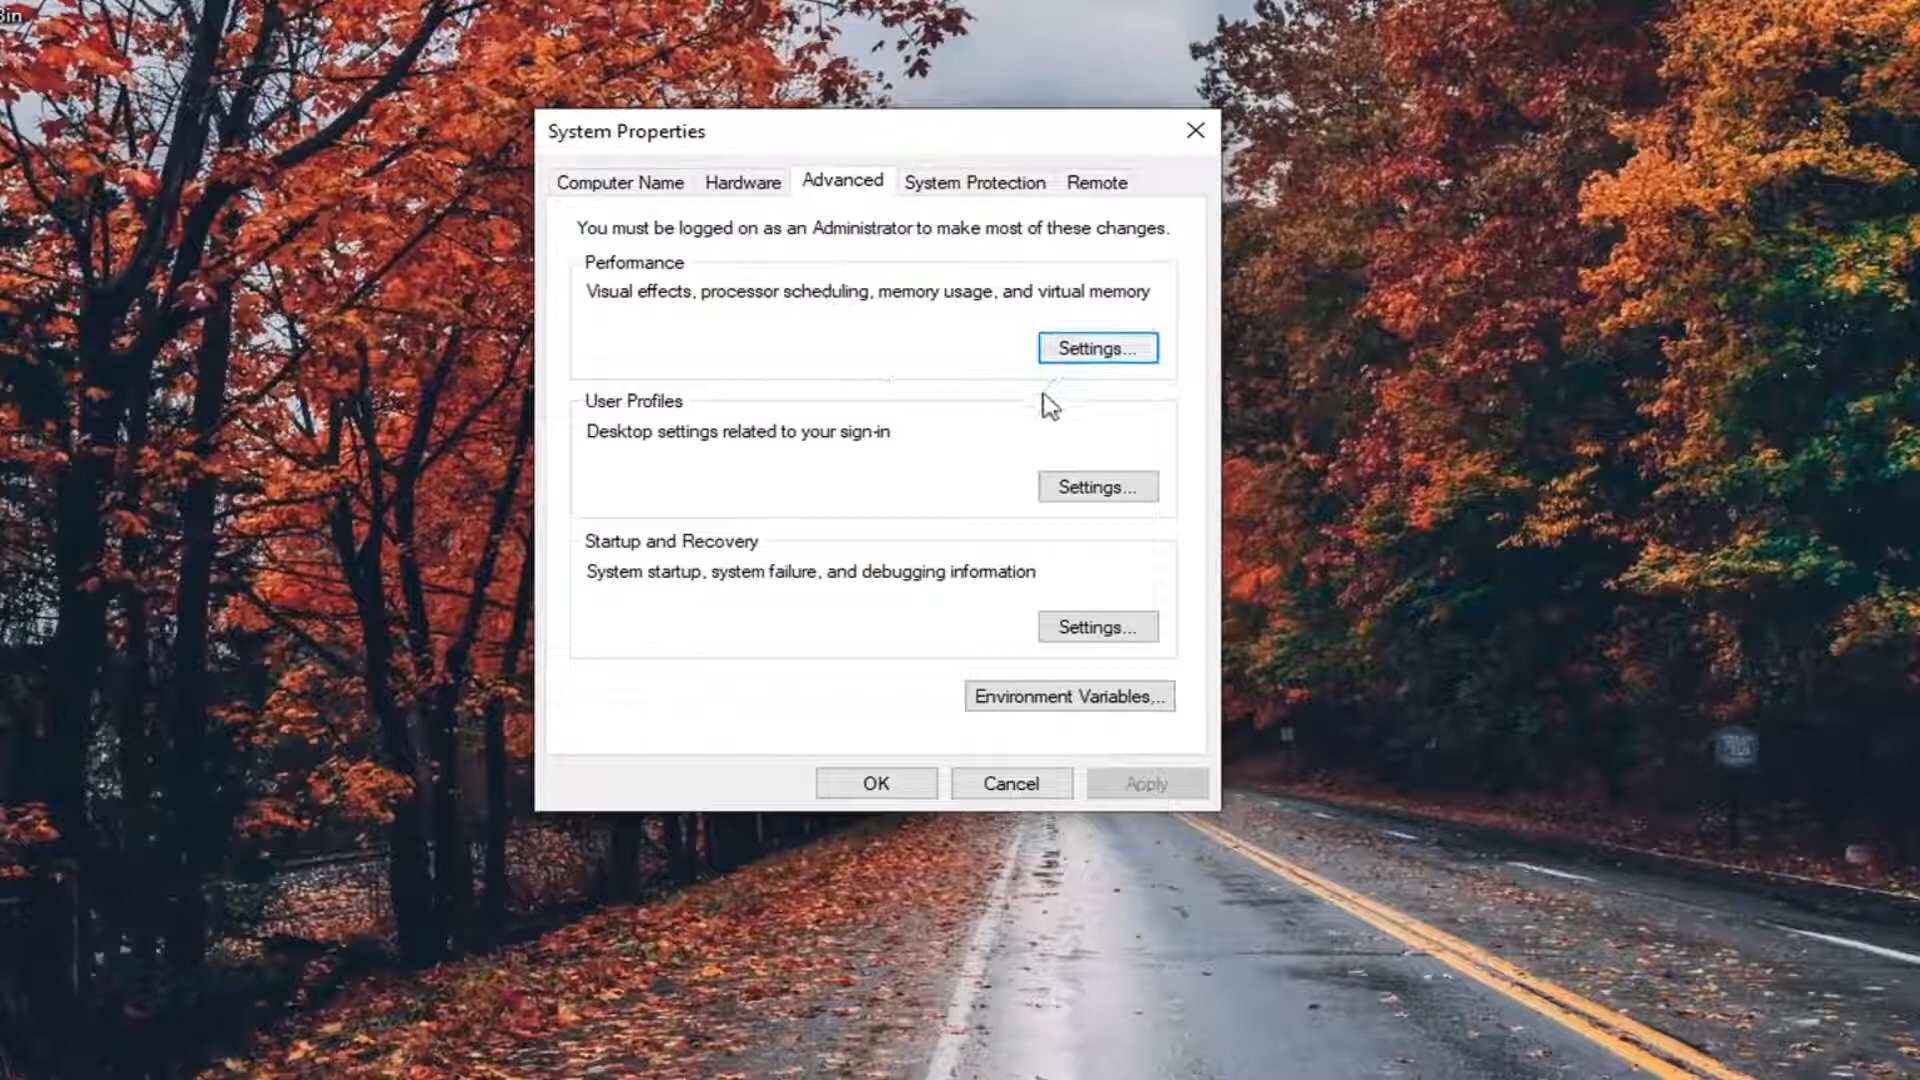 Bin
System Properties
Computer Name Hardware Advanced System Protection Remote
You must be logged on as an Administrator to make most of these changes.
Performance
Visual effects, processor scheduling, memory usage, and virtual memory
Settings...
User Profiles
Desktop settings related to your sign-in
Settings...
Startup and Recovery
System startup, system failure, and debugging information
Settings...
Environment Variables...
OK Cancel Apply